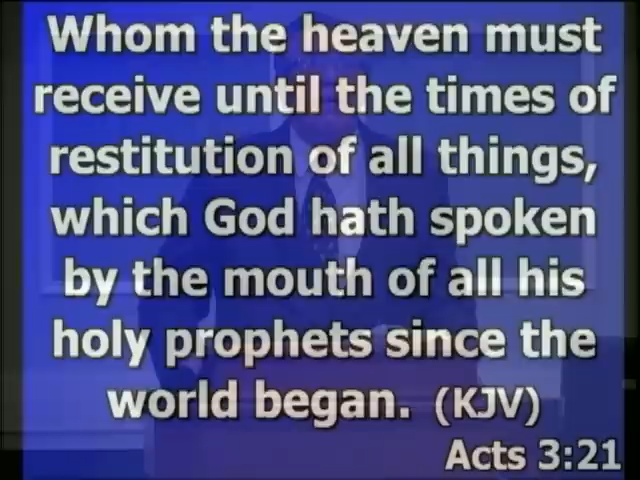 Whom the heaven must
receive until the times of
restitution of all things,
which God hath spoken
by the mouth of all his
holy prophets since the
world began. (KJV)
Acts 3:21